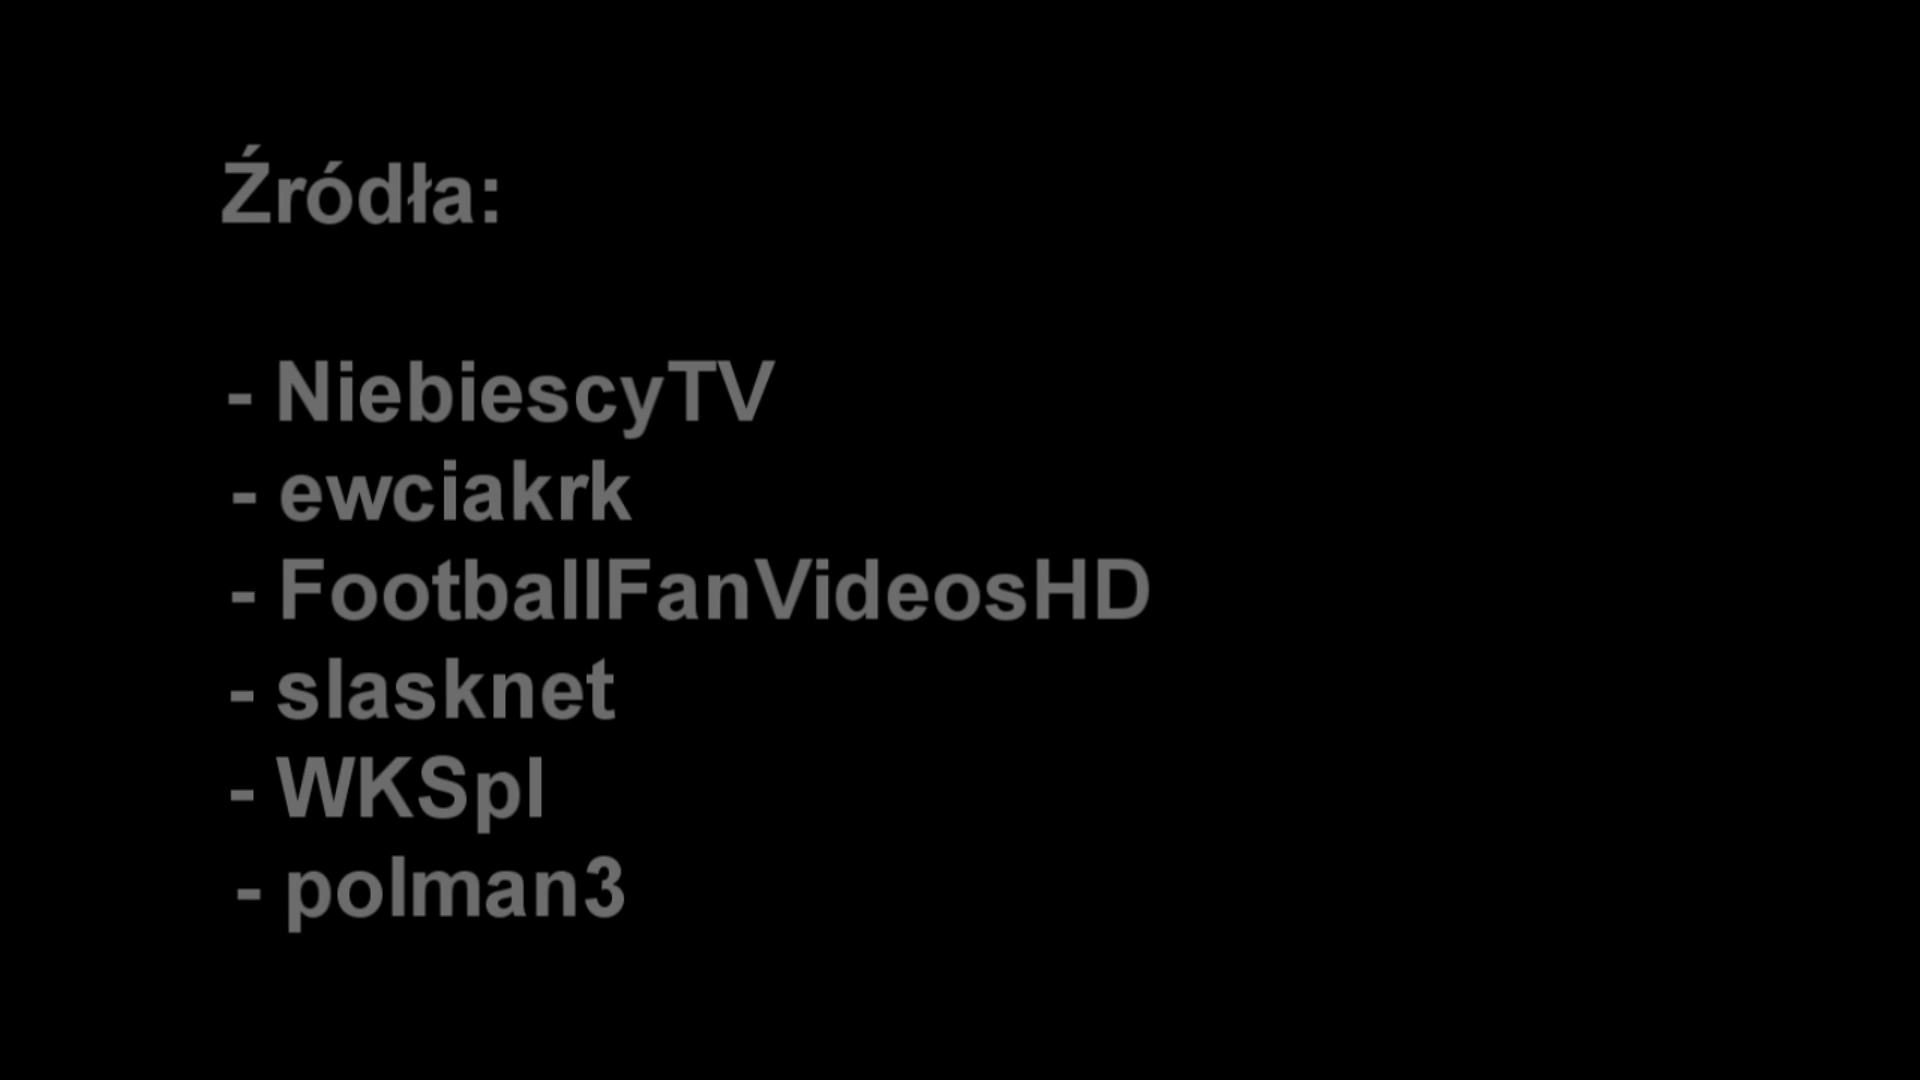 Źródła:
- NiebiescyTV
- ewciakrk
- FootballFanVideosHD
- slasknet
- WKSpl
- polman3